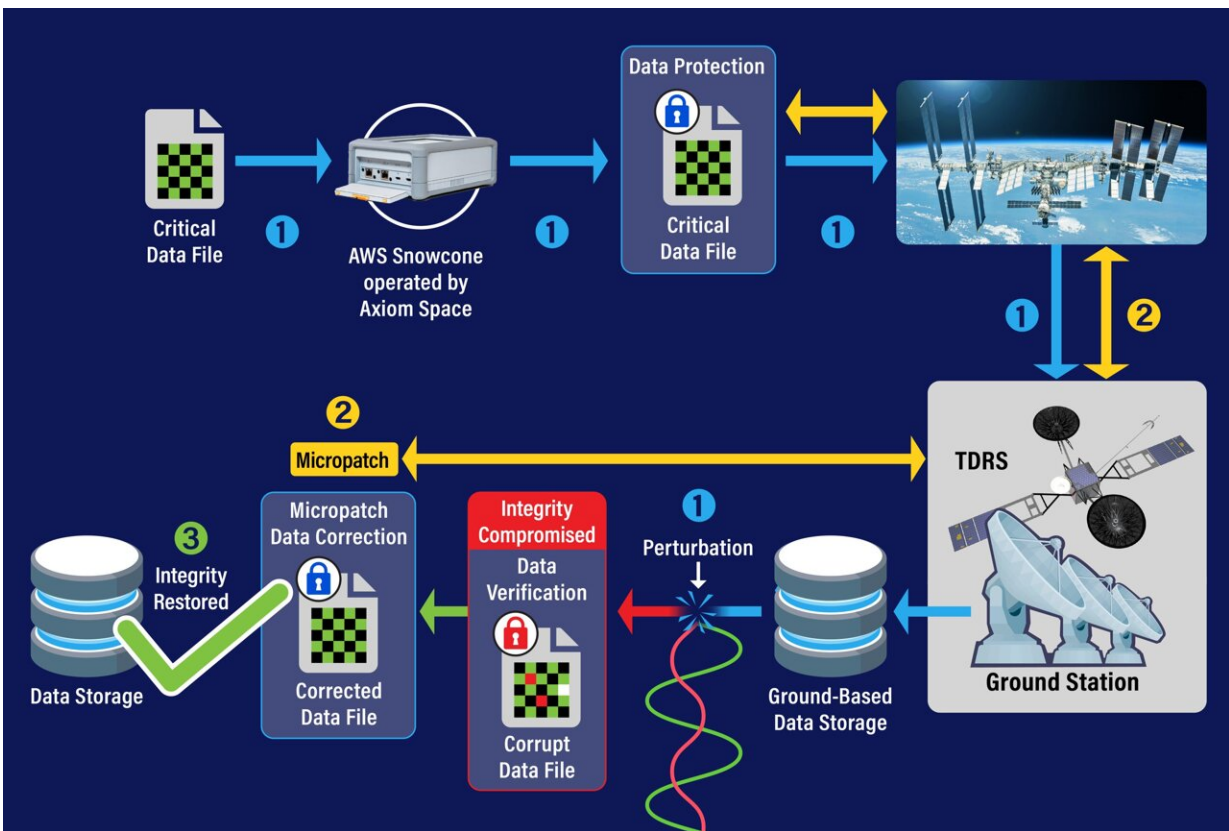 Data Protection
Critical
Data File
1
AWS Snowcone
operated by
Axiom Space
1
Critical
Data File
1
1
2
2
Micropatch
TDRS
Ground Station
3
Integrity
Restored
Data Storage
Micropatch
Data Correction
Corrected
Data File
Integrity
Compromised
Data
Verification
Corrupt
Data File
1
Perturbation
Ground-Based
Data Storage